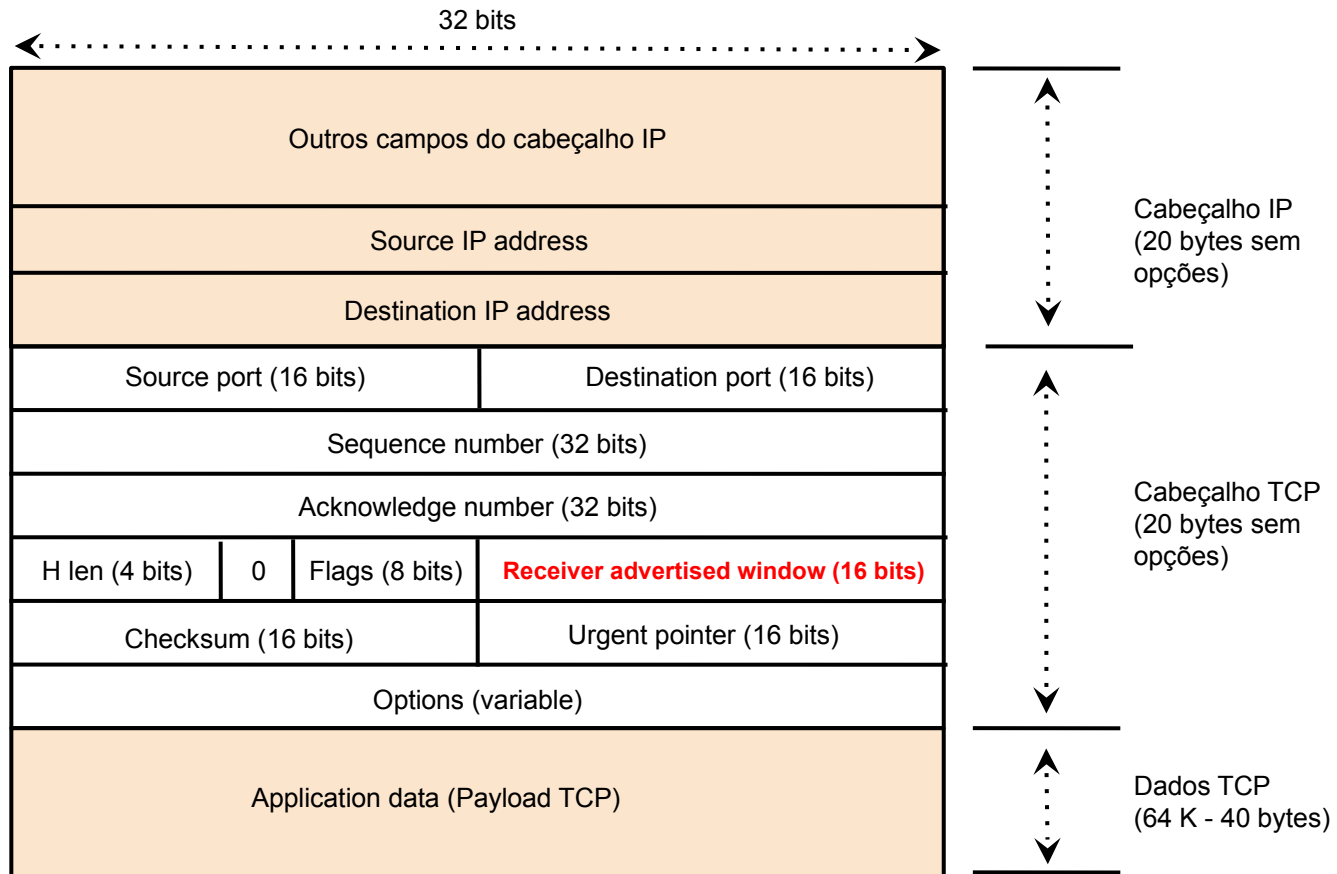 32 bits
Outros campos do cabeçalho IP
Source IP address
Destination IP address
Cabeçalho IP
(20 bytes sem
opções)
Source port (16 bits)
Destination port (16 bits)
Sequence number (32 bits)
Acknowledge number (32 bits)
H len (4 bits)
0
Flags (8 bits)
Receiver advertised window (16 bits)
Checksum (16 bits)
Urgent pointer (16 bits)
Options (variable)
Cabeçalho TCP
(20 bytes sem
opções)
Application data (Payload TCP)
Dados TCP
(64 K - 40 bytes)